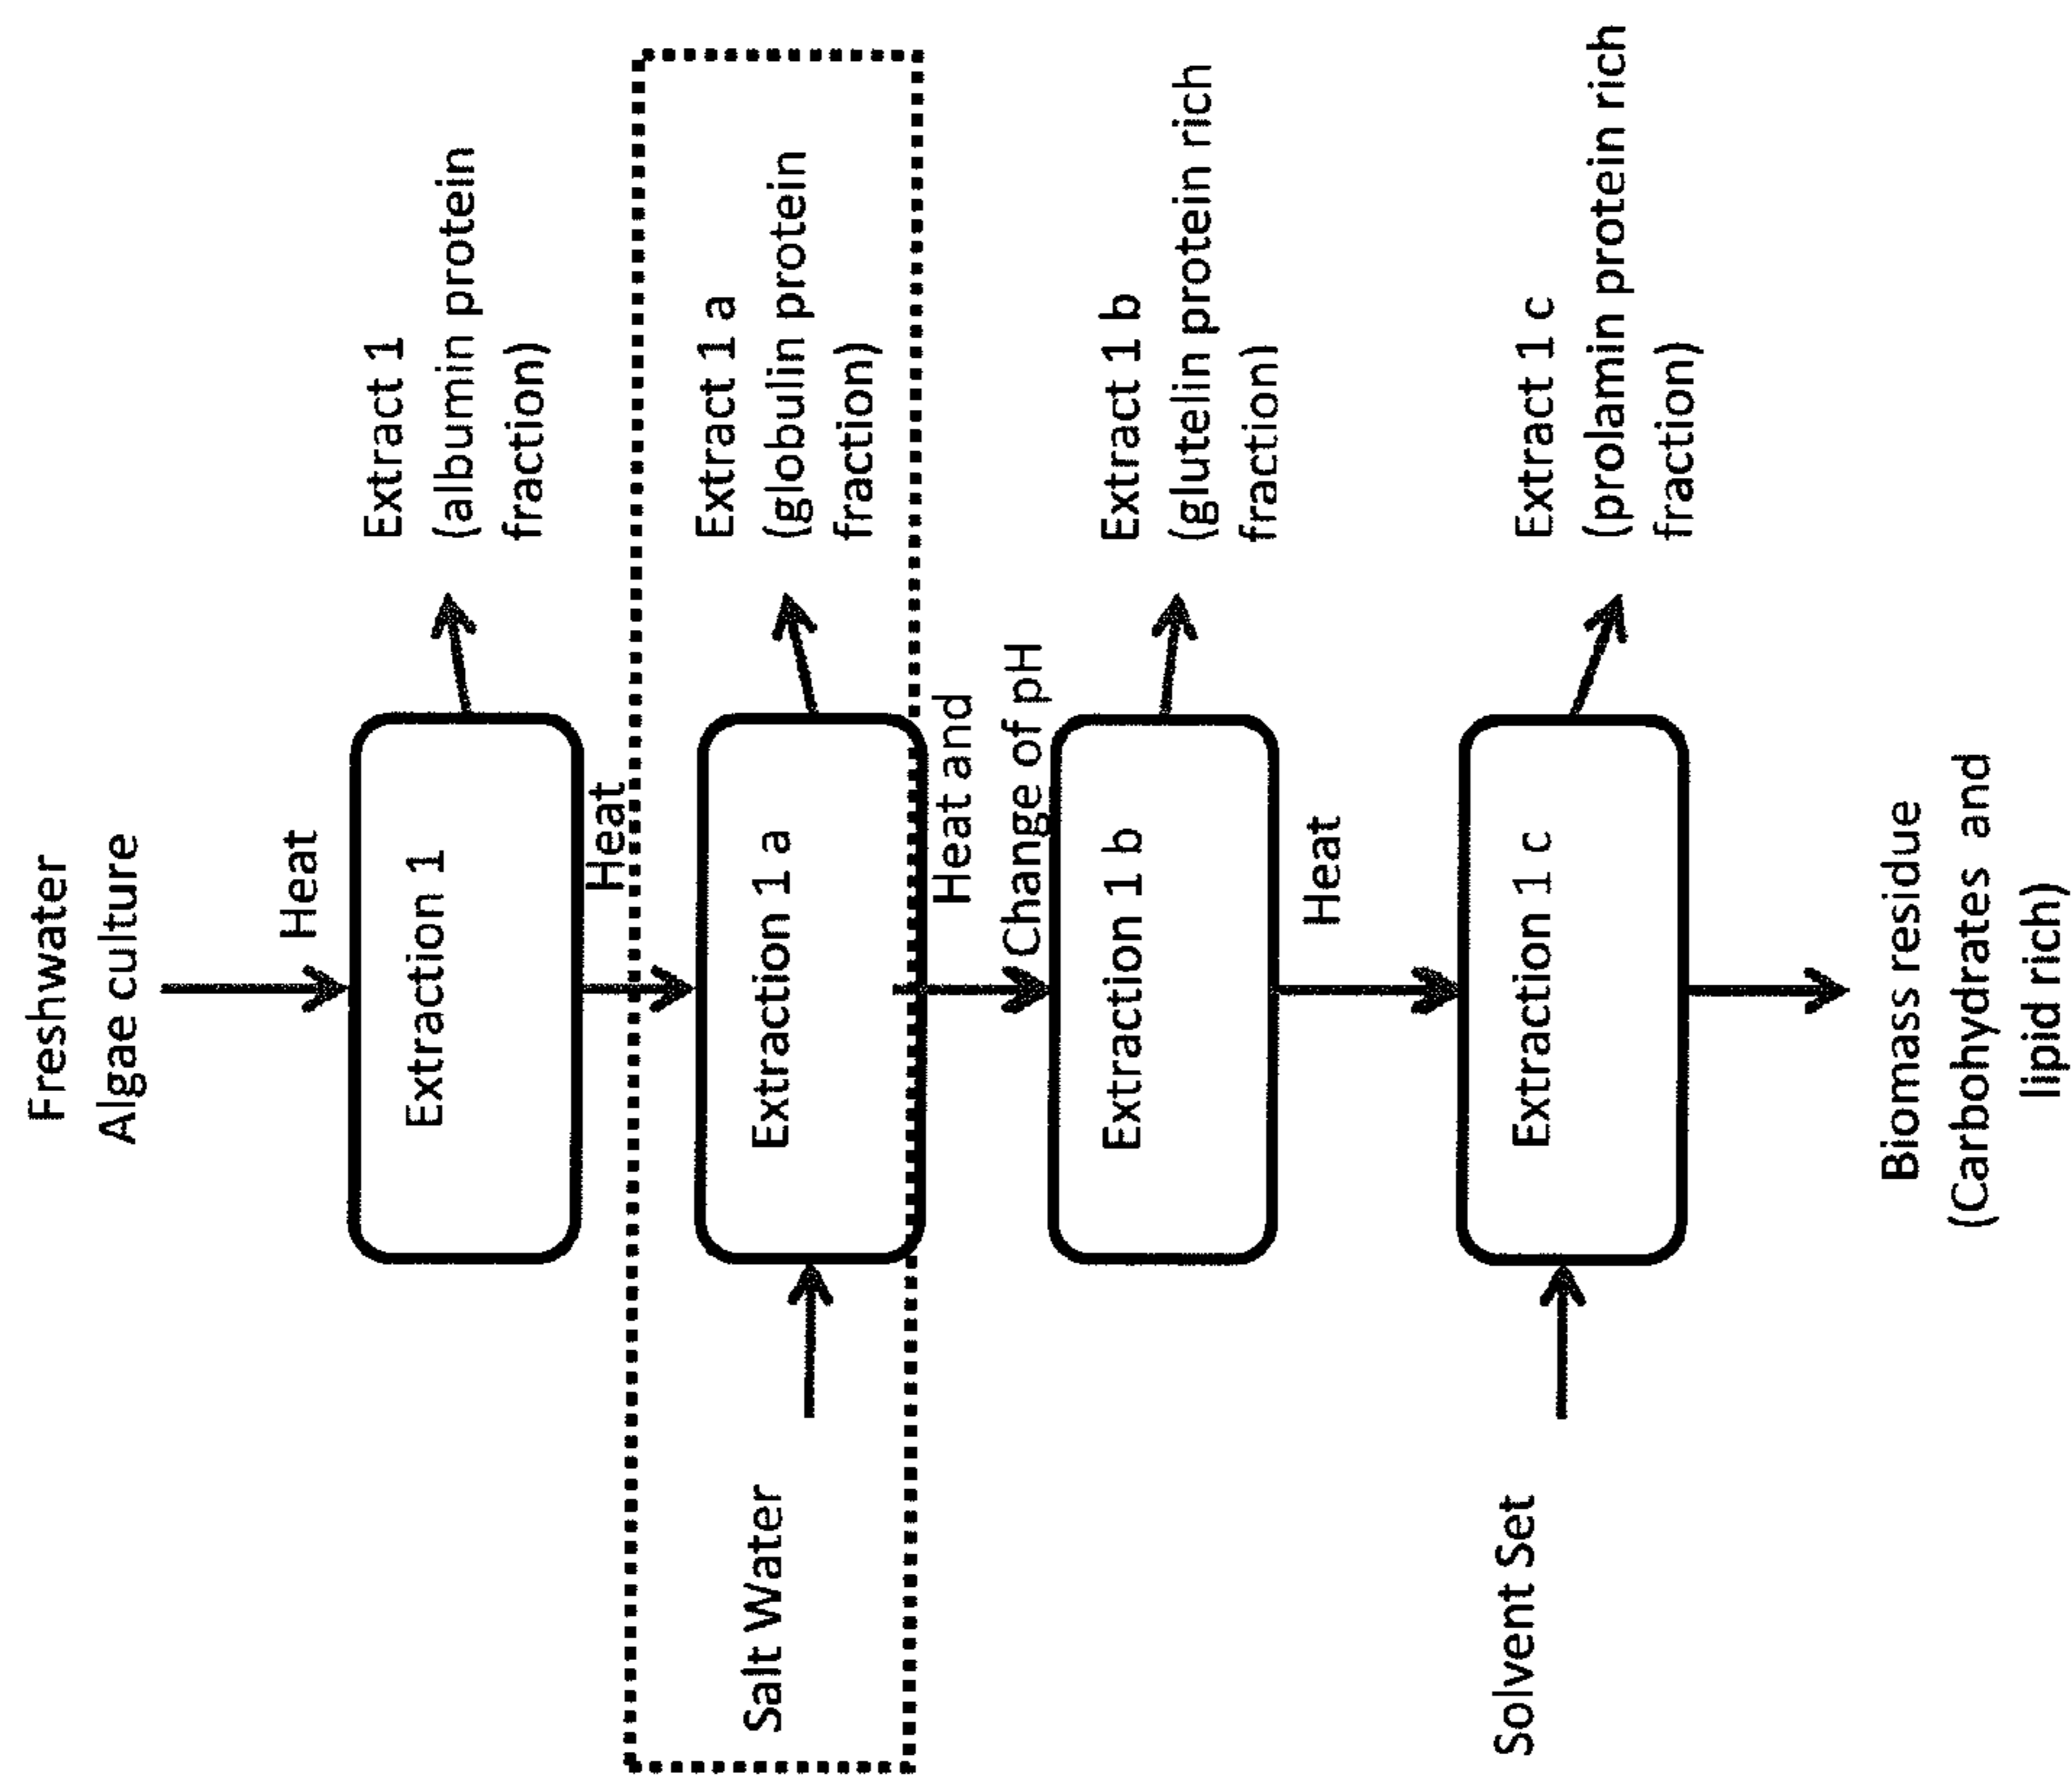 Freshwater
Algae culture
Heat
Extraction 1
Extract 1
(albumin protein
fraction)
Heat
Salt Water
Extraction 1 a
Extract 1 a
(globulin protein
fraction)
Heat and
Change of pH
Extraction 1 b
Extract 1 b
(glutelin protein rich
fraction)
Heat
Solvent Set
Extraction 1 c
Extract 1 c
(prolamin protein rich
fraction)
Biomass residue
(Carbohydrates and
lipid rich)